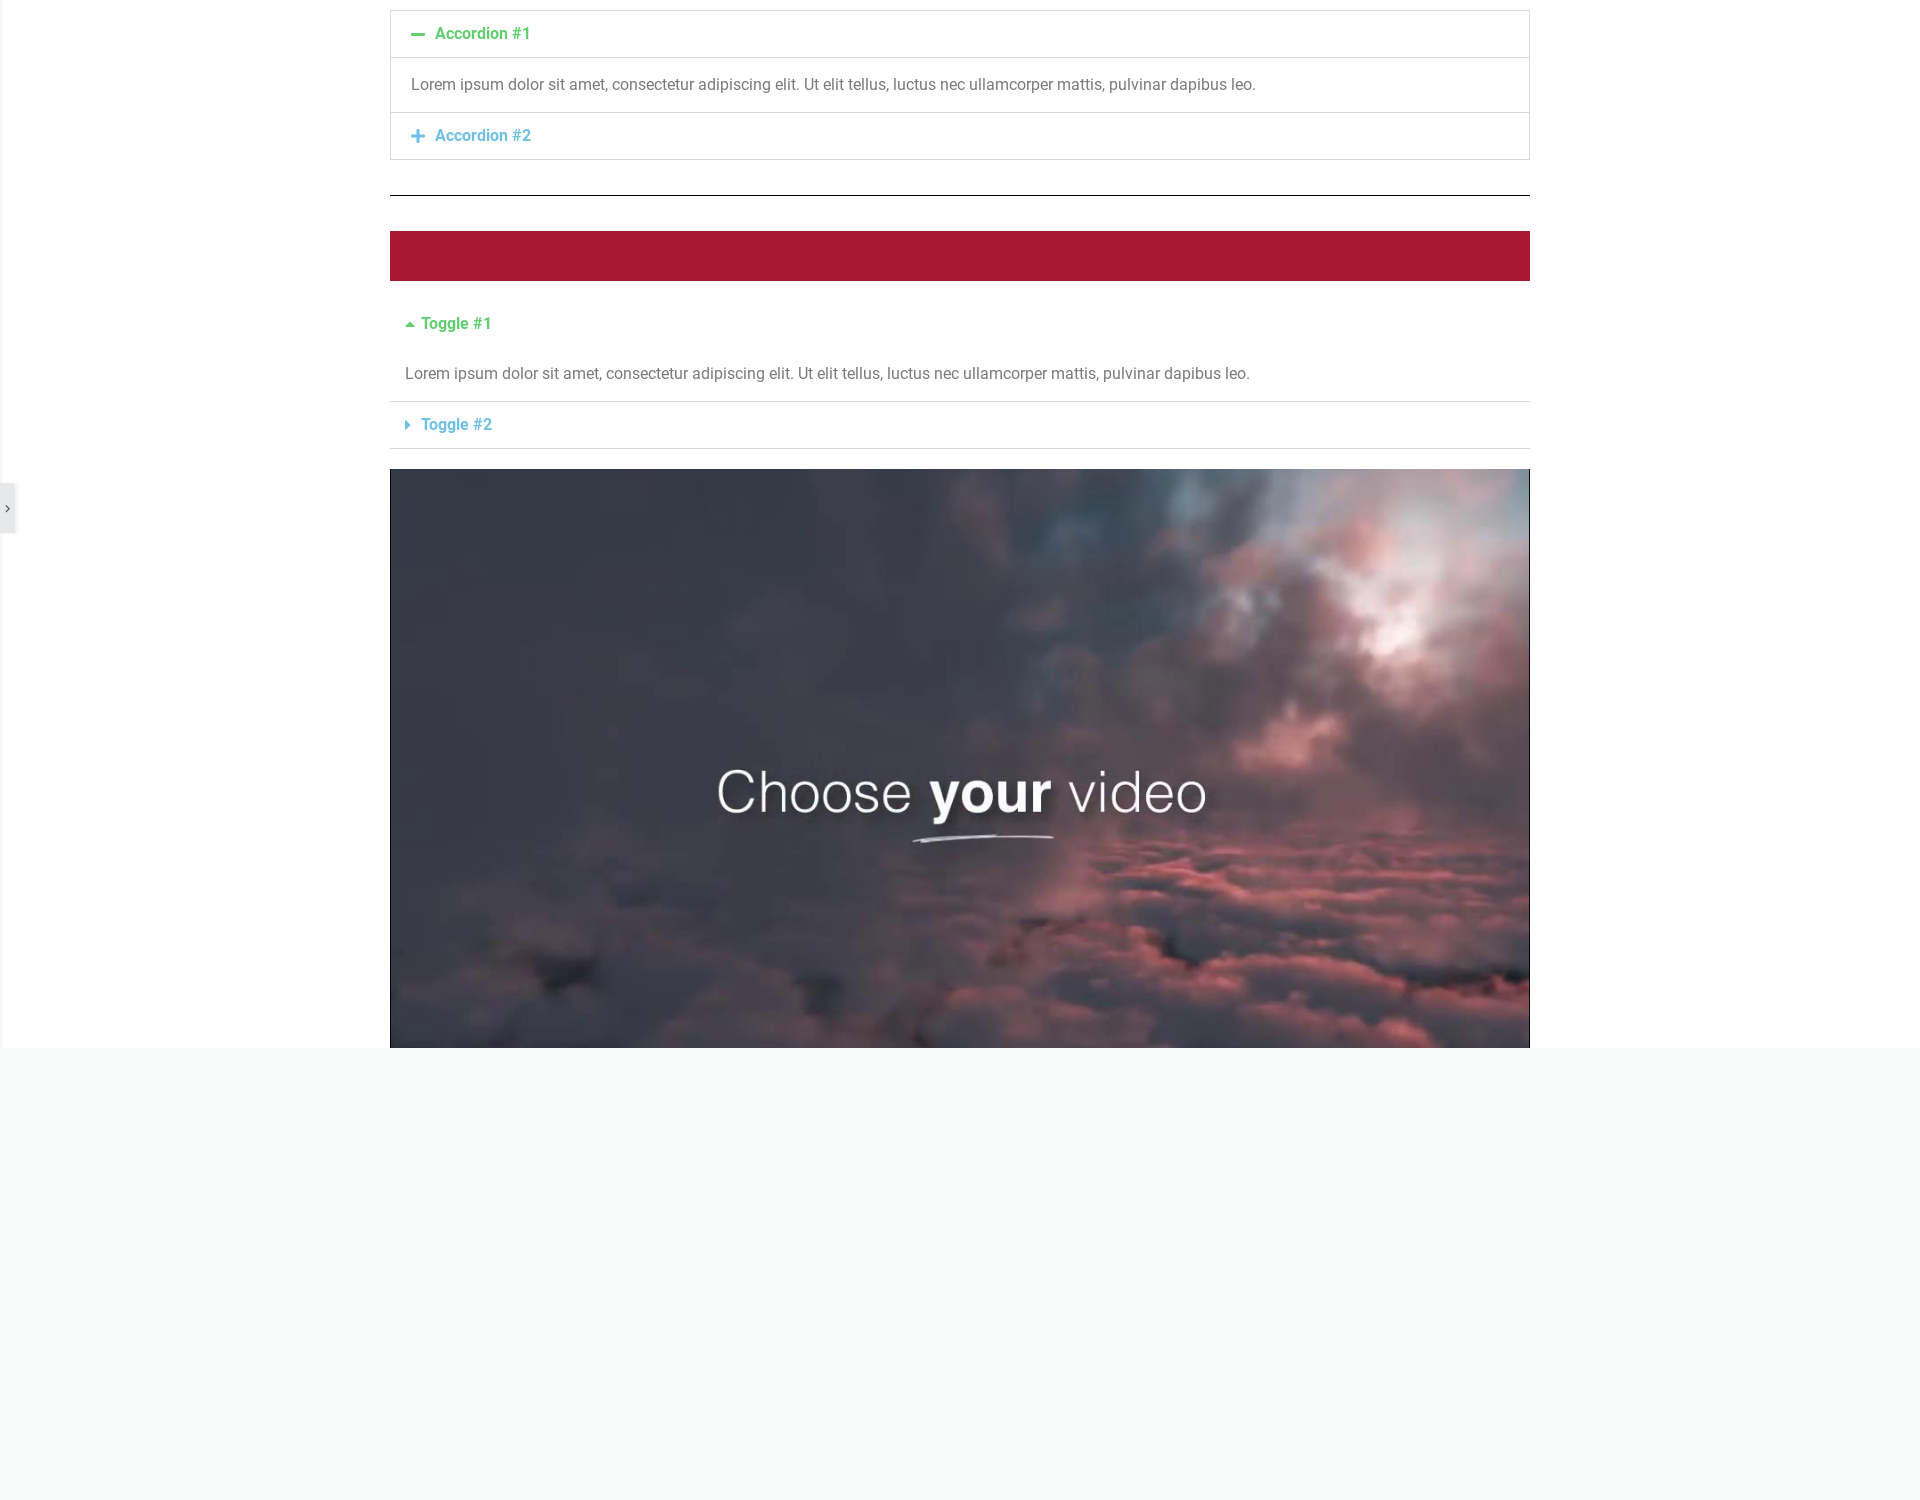 Accordion #1
Lorem ipsum dolor sit amet, consectetur adipiscing elit. Ut elit tellus, luctus nec ullamcorper mattis, pulvinar dapibus leo.
Accordion #2
Toggle #1
Lorem ipsum dolor sit amet, consectetur adipiscing elit. Ut elit tellus, luctus nec ullamcorper mattis, pulvinar dapibus leo.
Toggle #2
Choose your video